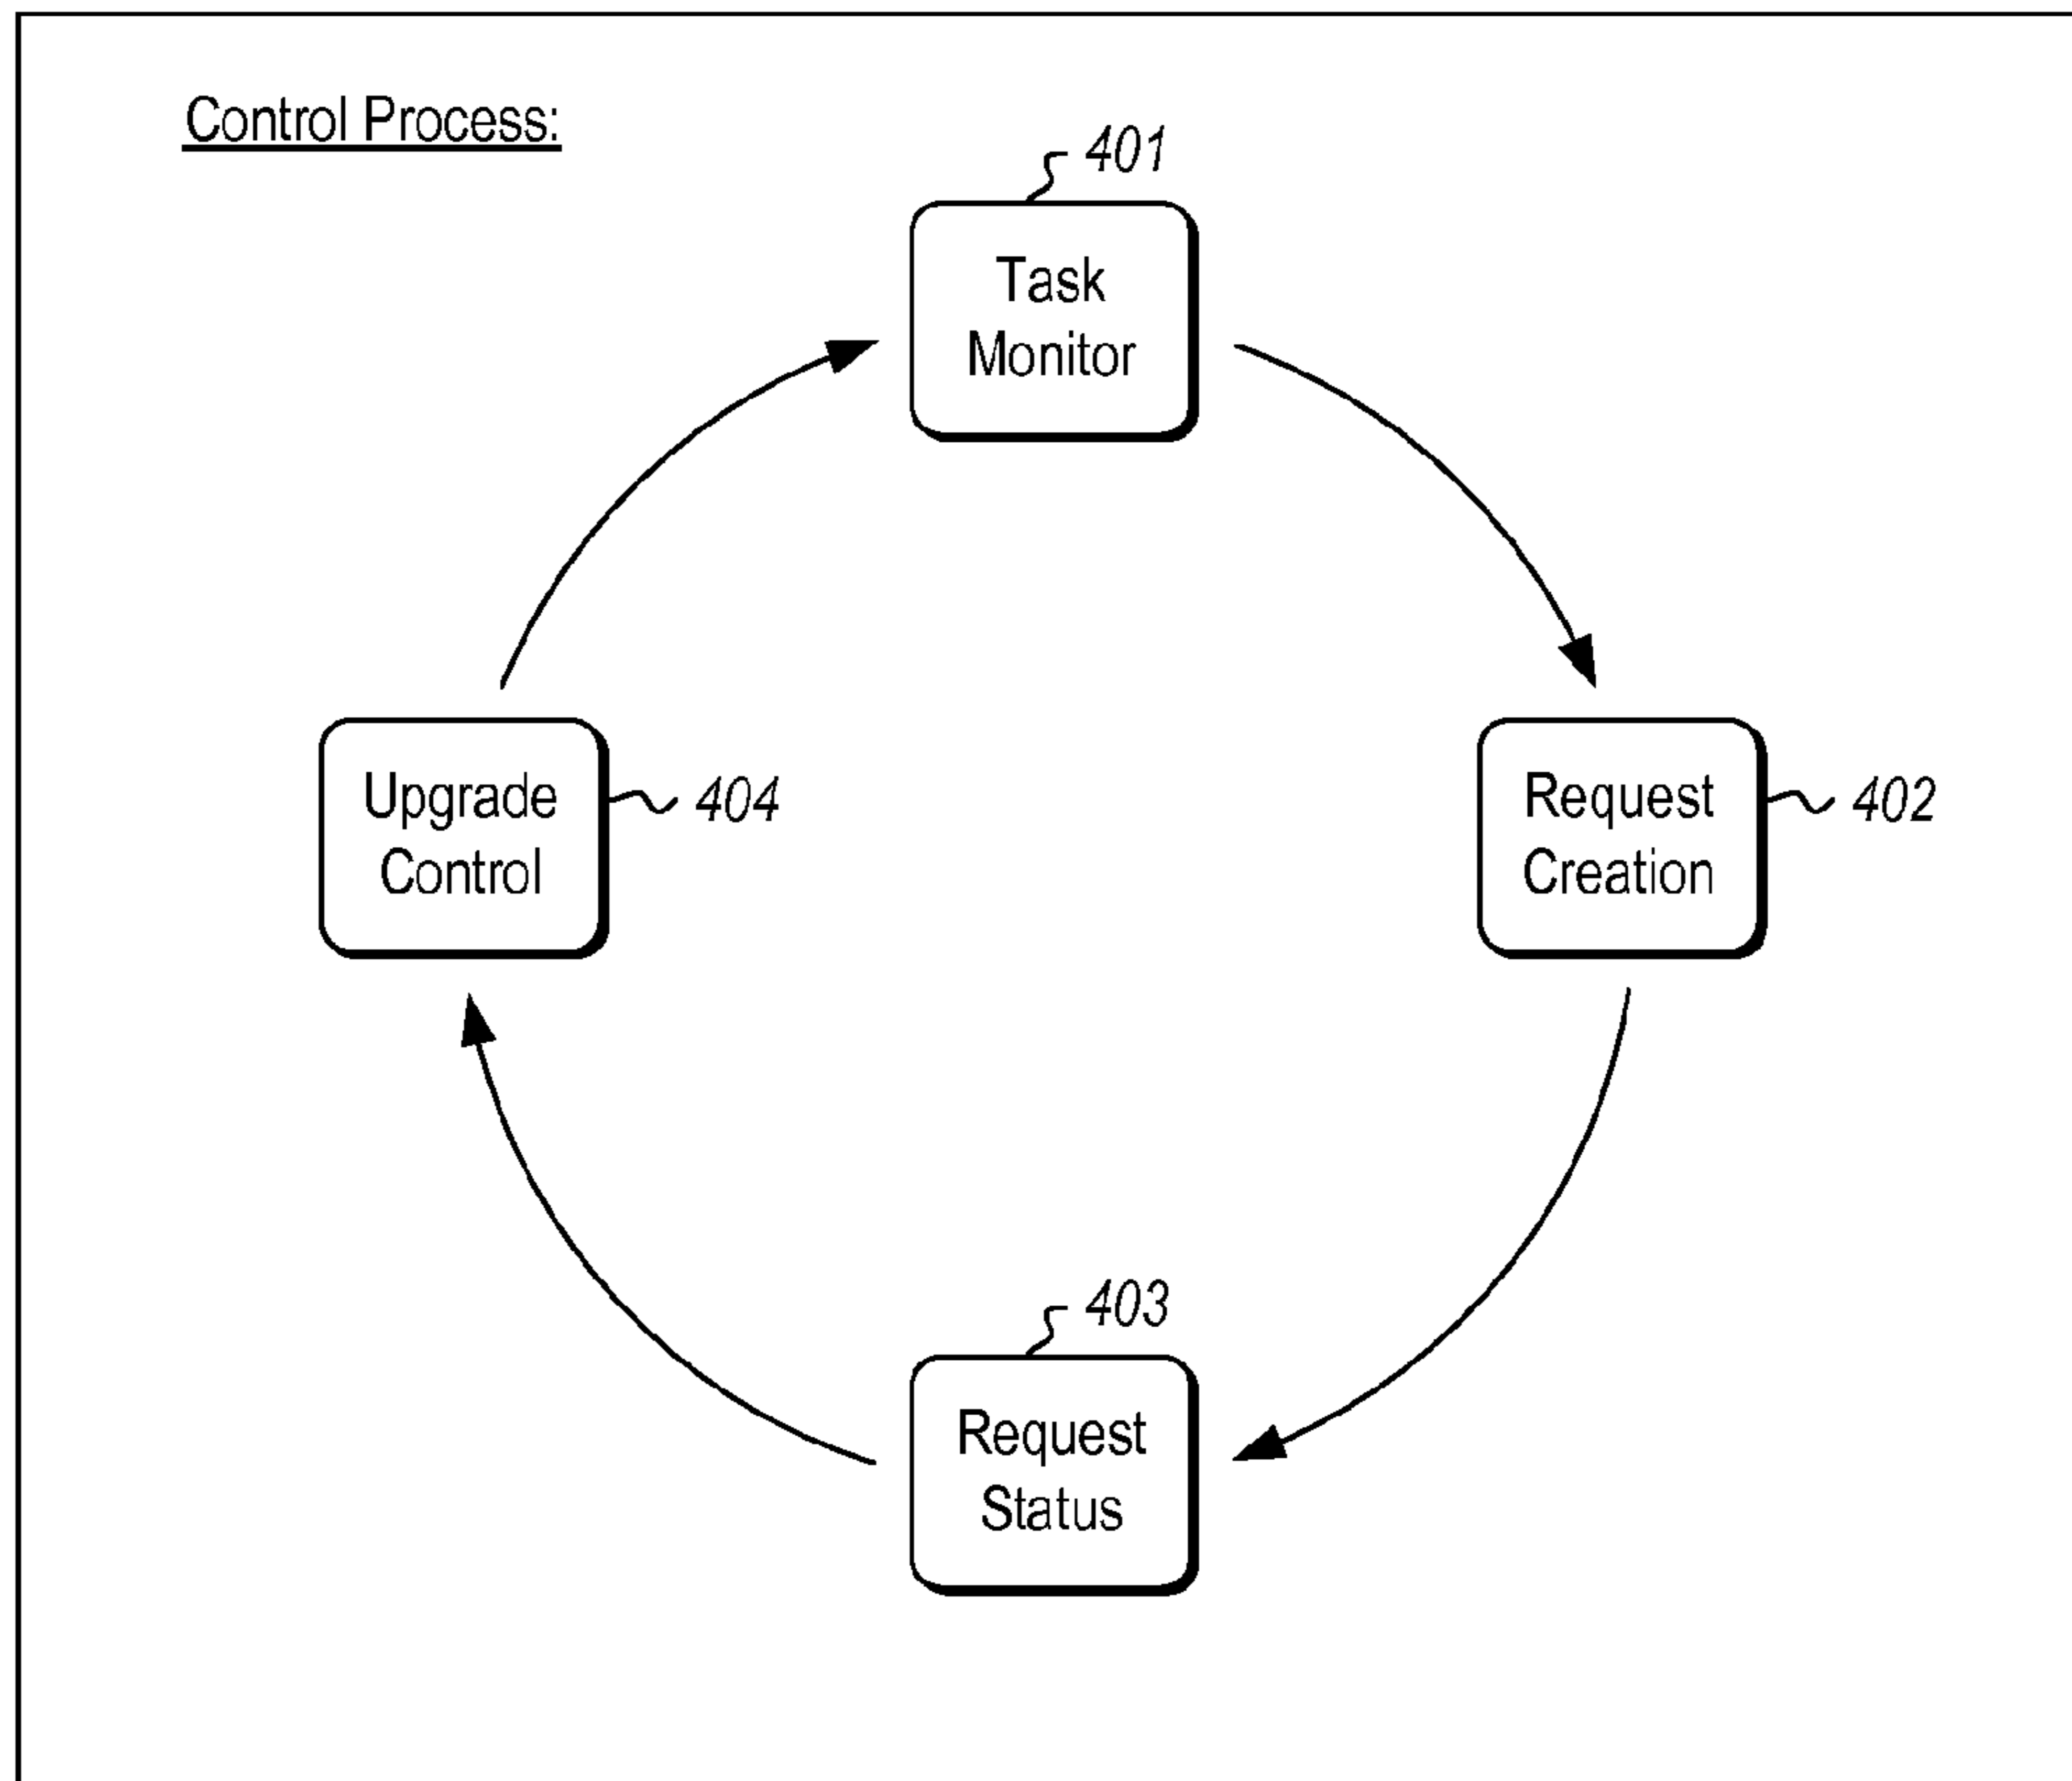 Control Process:
401
Task
Monitor
Upgrade
Control
404
Request
Creation
402
403
Request
Status